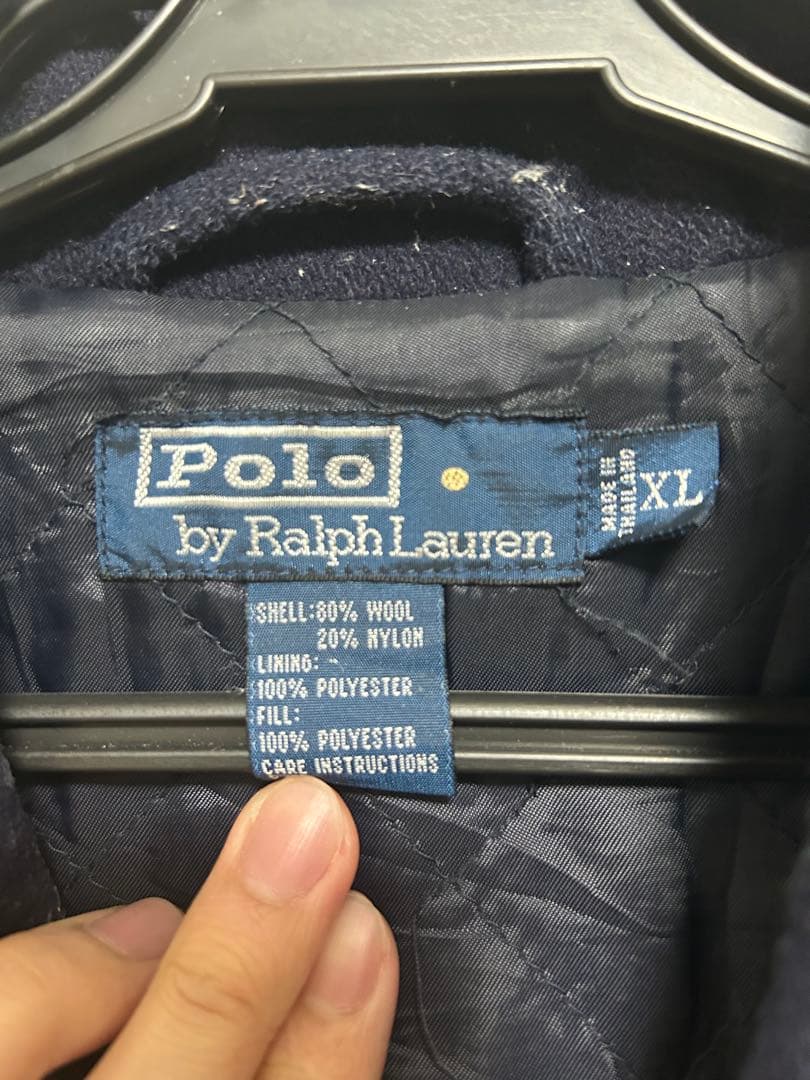 Polo
by Ralph Lauren
MADE IN
THAILAND
XL
SHELL:80% WOOL
20% NYLON
LINING:
100% POLYESTER
FILL:
100% POLYESTER
CARE INSTRUCTIONS